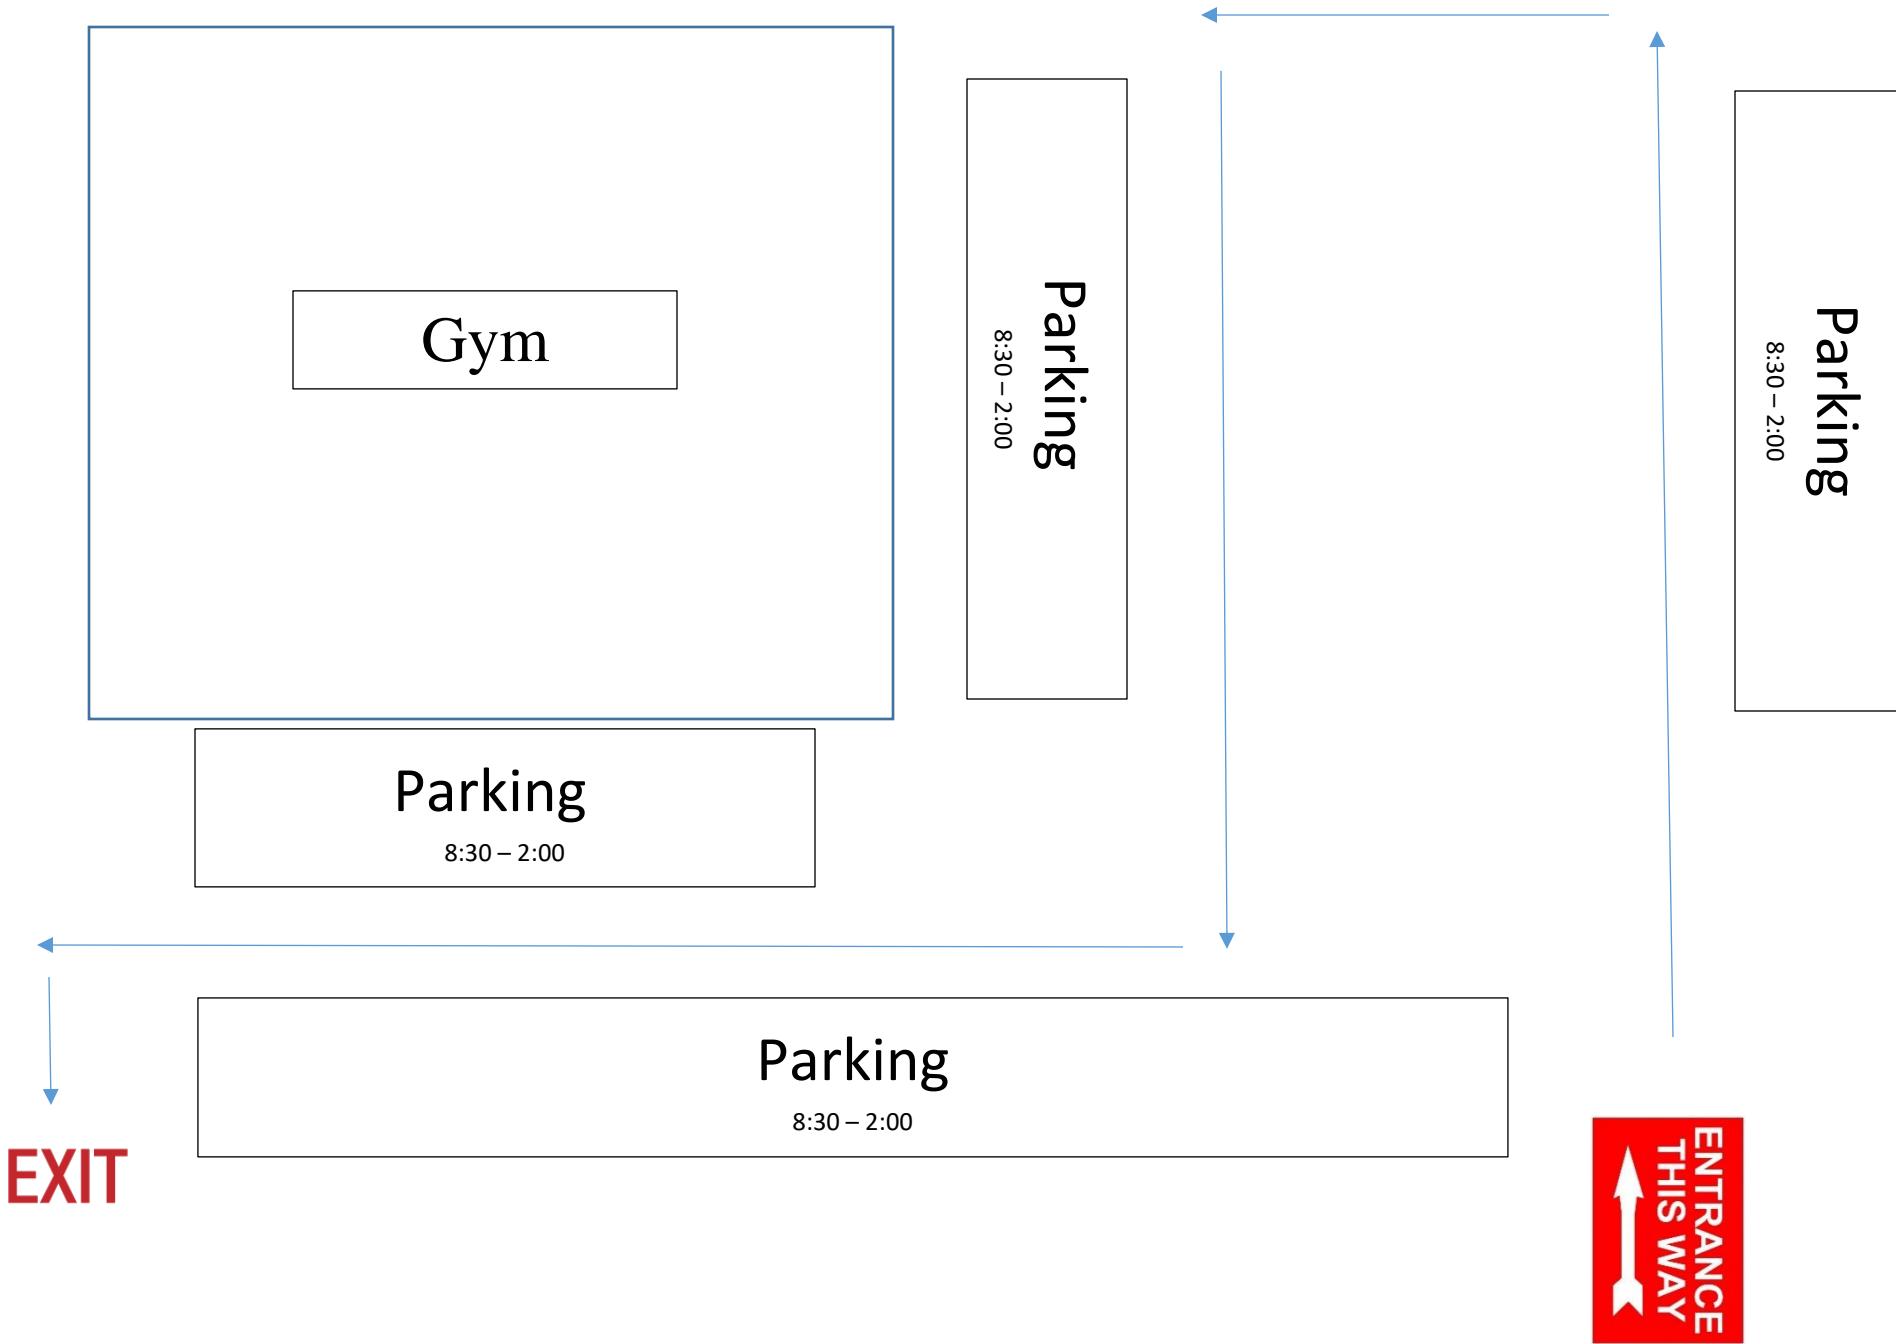 Gym
Parking
8:30 – 2:00
Parking
8:30 – 2:00
Parking
8:30 – 2:00
Parking
8:30 – 2:00
EXIT
ENTRANCE
THIS WAY